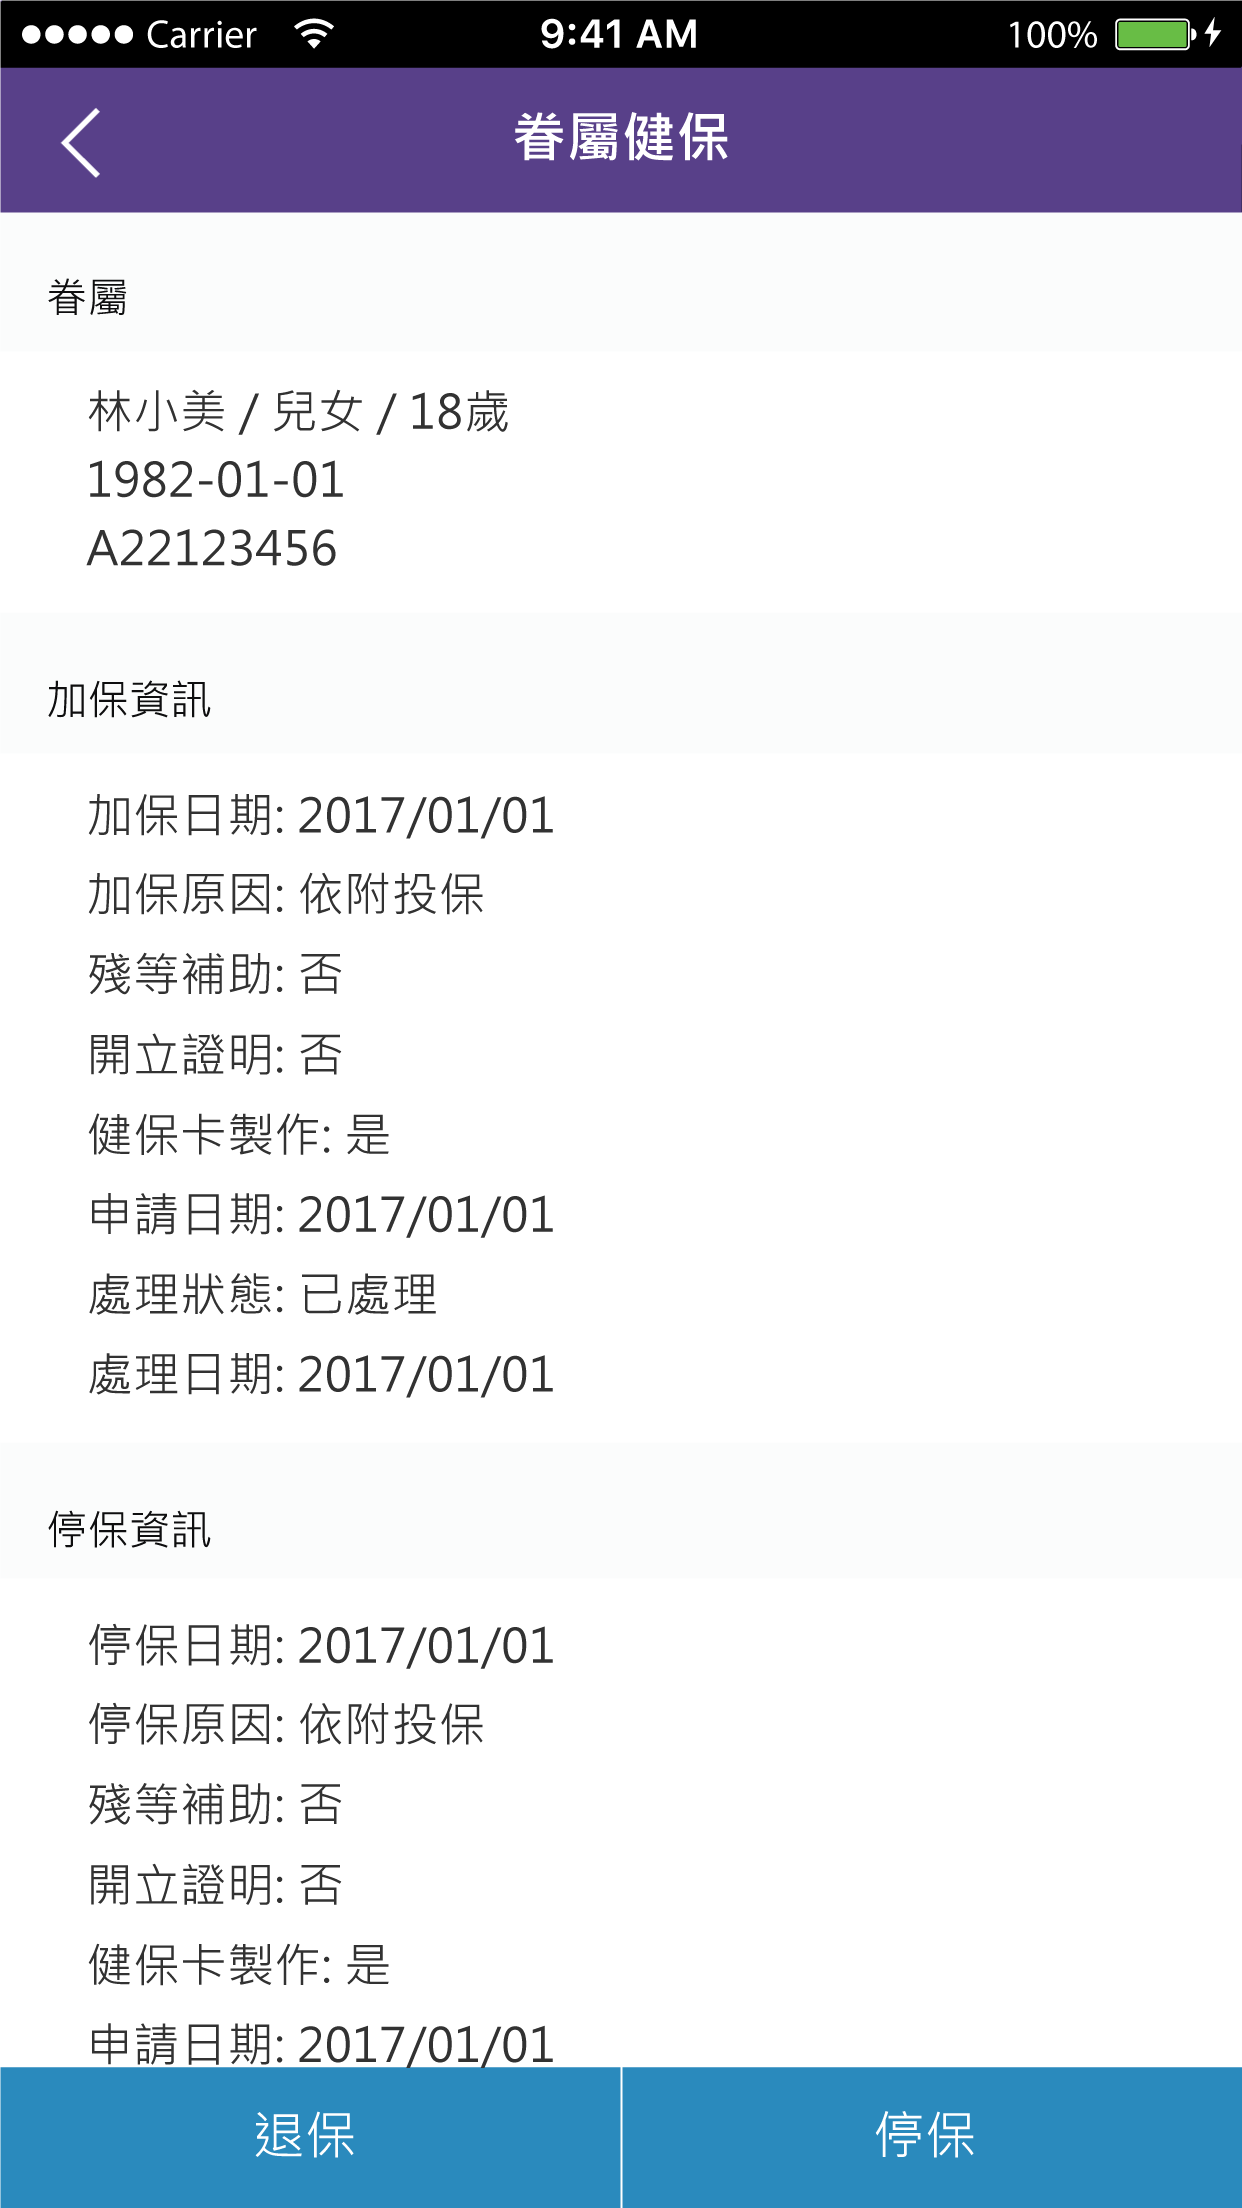 Carrier 9:41 AM 100%
眷屬健保
眷屬
林小美 / 兒女 / 18歲
1982-01-01
A22123456
加保資訊
加保日期: 2017/01/01
加保原因: 依附投保
殘等補助: 否
開立證明: 否
健保卡製作: 是
申請日期: 2017/01/01
處理狀態: 已處理
處理日期: 2017/01/01
停保資訊
停保日期: 2017/01/01
停保原因: 依附投保
殘等補助: 否
開立證明: 否
健保卡製作: 是
申請日期: 2017/01/01
退保 停保